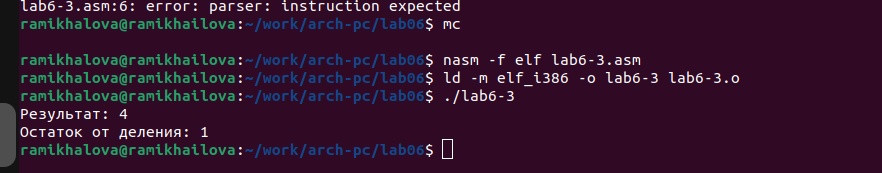 lab6-3.asm:6: error: parser: instruction expected
ramikhalova@ramikhailova:~/work/arch-pc/lab06$ mc
ramikhalova@ramikhailova:~/work/arch-pc/lab06$ nasm -f elf lab6-3.asm
ramikhalova@ramikhailova:~/work/arch-pc/lab06$ ld -m elf_i386 -o lab6-3 lab6-3.o
ramikhalova@ramikhailova:~/work/arch-pc/lab06$ ./lab6-3
Результат: 4
Остаток от деления: 1
ramikhalova@ramikhailova:~/work/arch-pc/lab06$